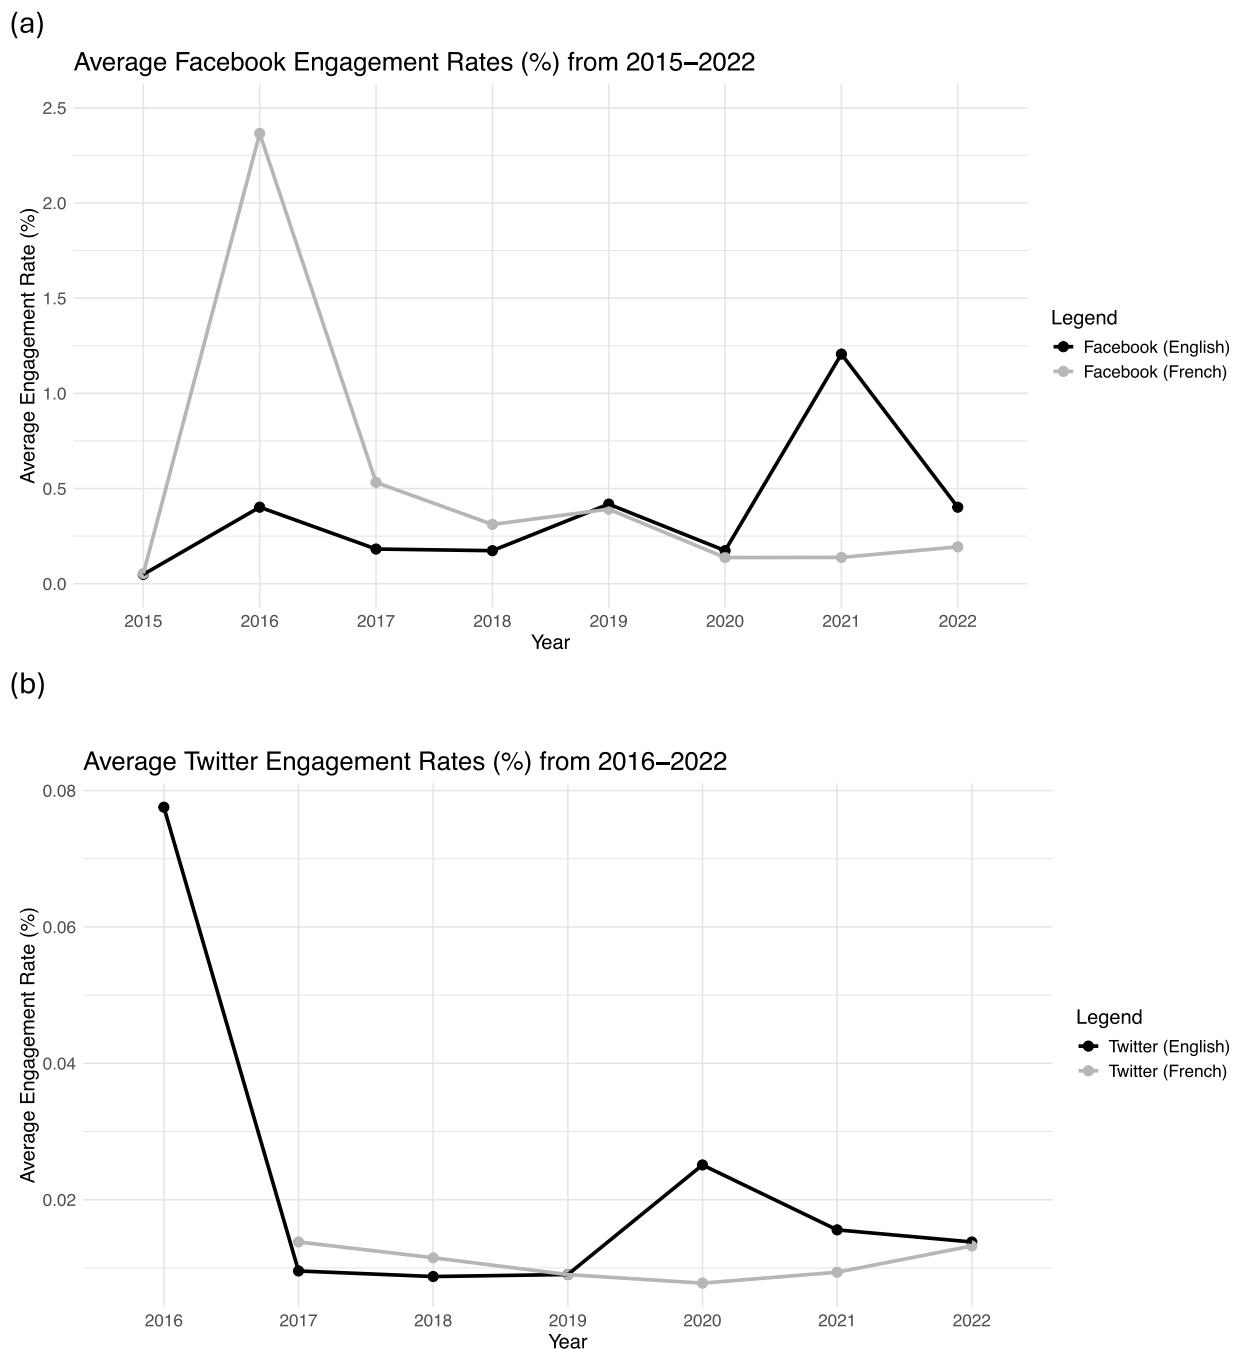 (a)
Average Facebook Engagement Rates (%) from 2015–2022
2.5
2.0
1.5
1.0
0.5
0.0
Average Engagement Rate (%)
2015 2016 2017 2018 2019 2020 2021 2022
Year
Legend
Facebook (English)
Facebook (French)
(b)
Average Twitter Engagement Rates (%) from 2016–2022
0.08
0.06
0.04
0.02
Average Engagement Rate (%)
2016 2017 2018 2019 2020 2021 2022
Year
Legend
Twitter (English)
Twitter (French)